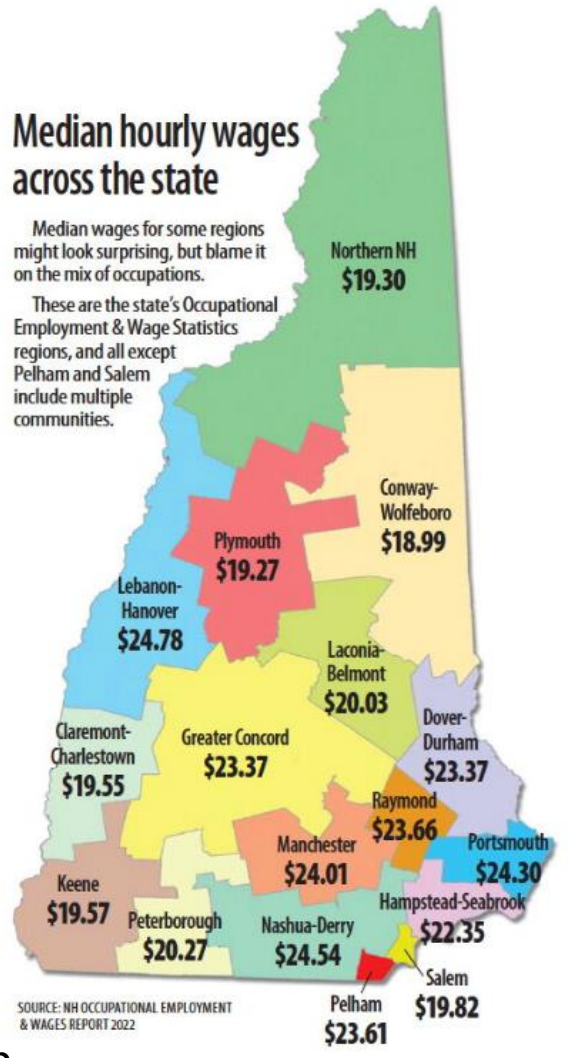 Median hourly wages
across the state
Median wages for some regions
might look surprising, but blame it
on the mix of occupations.
These are the state's Occupational
Employment & Wage Statistics
regions, and all except
Pelham and Salem
include multiple
communities.
Northern NH
$19.30
Conway-
Wolfeboro
$18.99
Plymouth
$19.27
Lebanon-
Hanover
$24.78
Laconia-
Belmont
$20.03
Claremont-
Charlestown
$19.55
Greater Concord
$23.37
Dover-
Durham
$23.37
Raymond
$23.66
Manchester
$24.01
Portsmouth
$24.30
Keene
$19.57
Peterborough
$20.27
Nashua-Derry
$24.54
Hampstead-Seabrook
$22.35
Salem
$19.82
Pelham
$23.61
SOURCE: NH OCCUPATIONAL EMPLOYMENT
& WAGES REPORT 2022